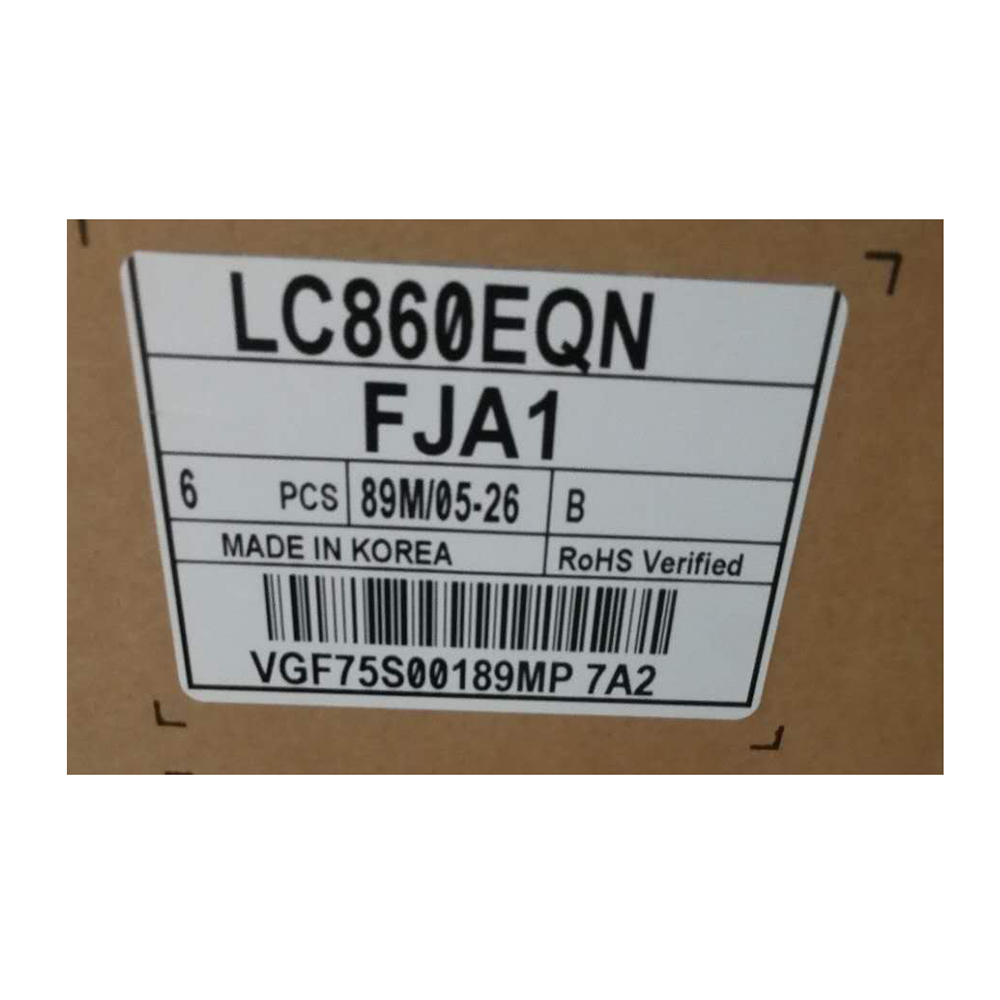 LC860EQN
FJA1
6 PCS 89M/05-26 B
MADE IN KOREA RoHS Verified
VGF75S00189MP 7A2